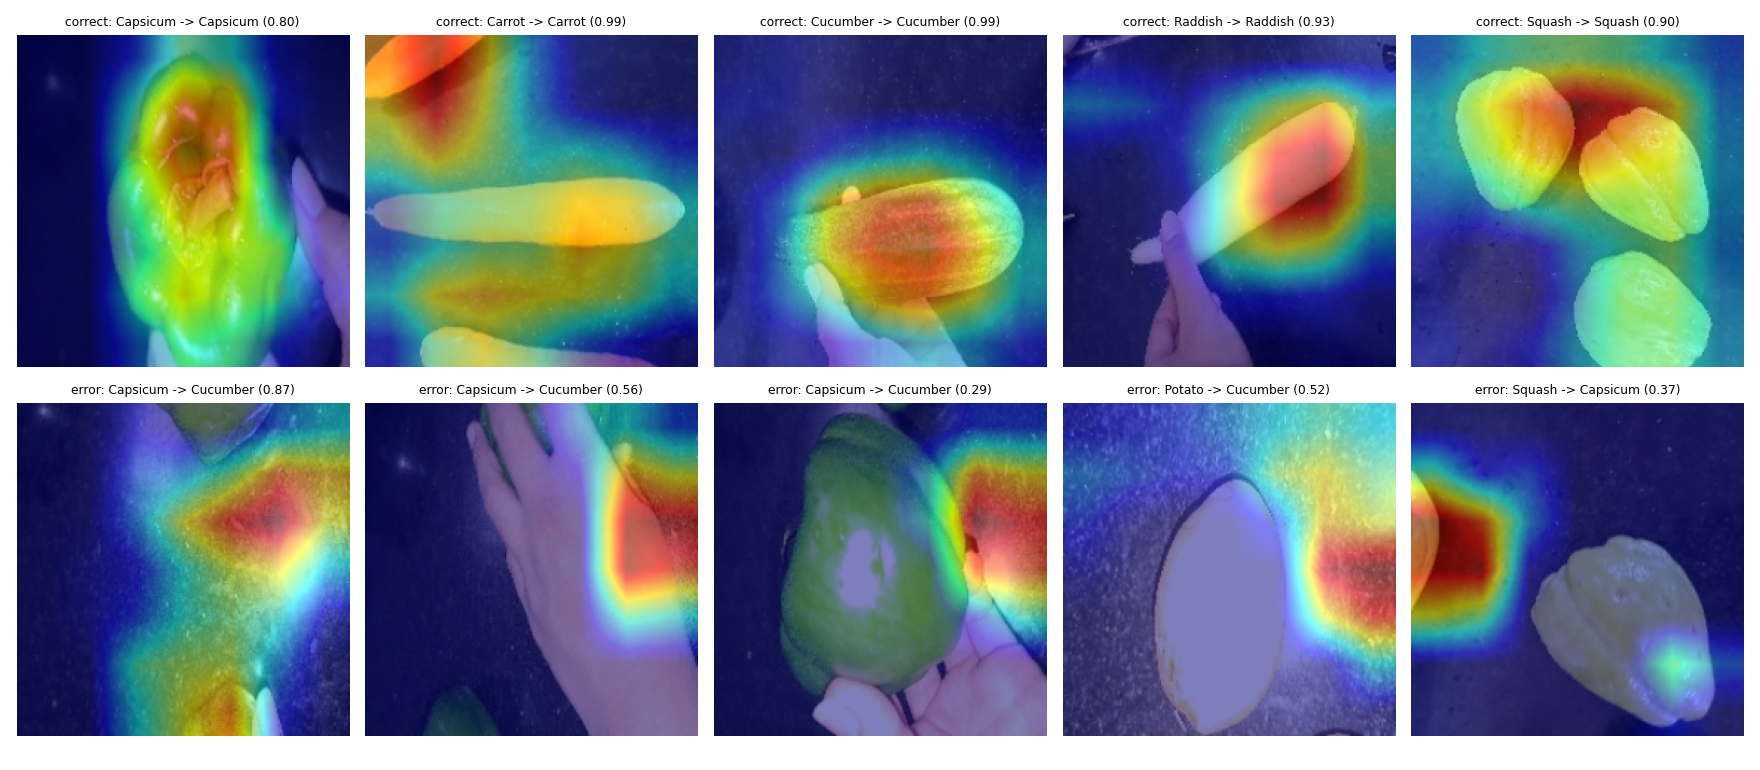 correct: Capsicum -> Capsicum (0.80)
correct: Carrot -> Carrot (0.99)
correct: Cucumber -> Cucumber (0.99)
correct: Raddish -> Raddish (0.93)
correct: Squash -> Squash (0.90)
error: Capsicum -> Cucumber (0.87)
error: Capsicum -> Cucumber (0.56)
error: Capsicum -> Cucumber (0.29)
error: Potato -> Cucumber (0.52)
error: Squash -> Capsicum (0.37)